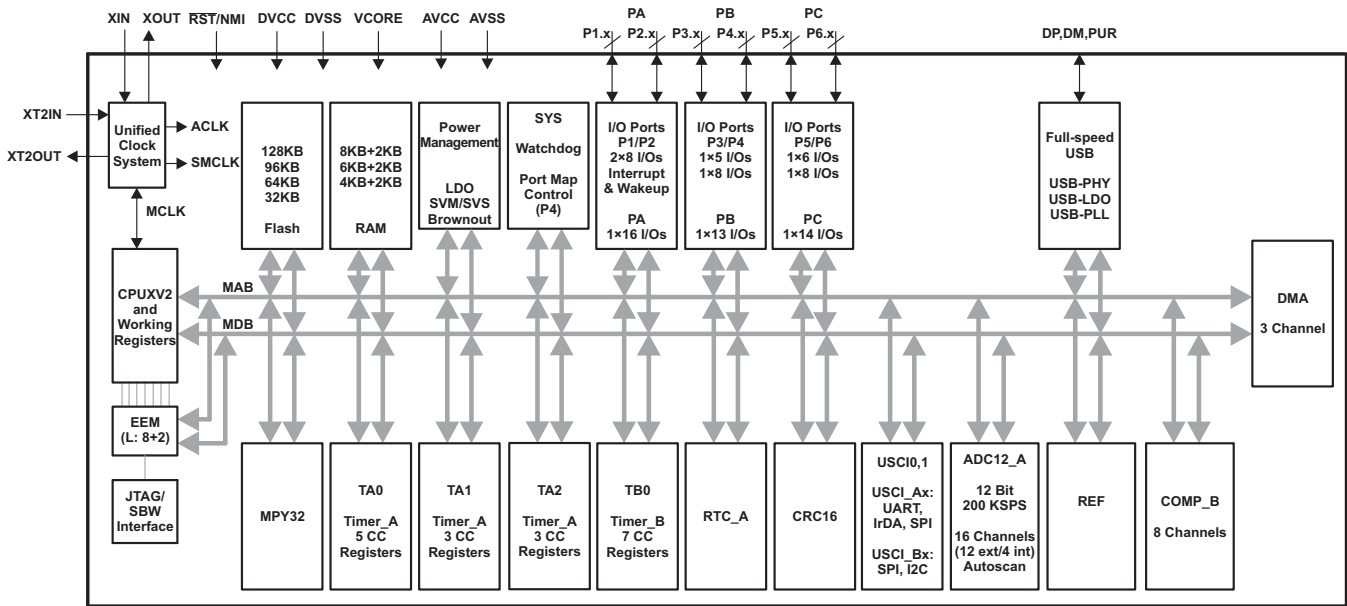 XIN
XOUT
RST/NMI
DVCC
DVSS
VCORE
AVCC
AVSS
PA
P1.x
P2.x
PB
P3.x
P4.x
PC
P5.x
P6.x
DP,DM,PUR
XT2IN
XT2OUT
Unified
Clock
System
ACLK
SMCLK
MCLK
128KB
96KB
64KB
32KB
Flash
8KB+2KB
6KB+2KB
4KB+2KB
RAM
Power
Management
LDO
SVM/SVS
Brownout
SYS
Watchdog
Port Map
Control
(P4)
I/O Ports
P1/P2
2×8 I/Os
Interrupt
& Wakeup
PA
1×16 I/Os
I/O Ports
P3/P4
1×5 I/Os
1×8 I/Os
PB
1×13 I/Os
I/O Ports
P5/P6
1×6 I/Os
1×8 I/Os
PC
1×14 I/Os
Full-speed
USB
USB-PHY
USB-LDO
USB-PLL
CPUXV2
and
Working
Registers
MAB
MDB
DMA
3 Channel
EEM
(L: 8+2)
JTAG/
SBW
Interface
MPY32
TA0
Timer_A
5 CC
Registers
TA1
Timer_A
3 CC
Registers
TA2
Timer_A
3 CC
Registers
TB0
Timer_B
7 CC
Registers
RTC_A
CRC16
USCI0,1
USCI_Ax:
UART,
IrDA, SPI
USCI_Bx:
SPI, I2C
ADC12_A
12 Bit
200 KSPS
16 Channels
(12 ext/4 int)
Autoscan
REF
COMP_B
8 Channels